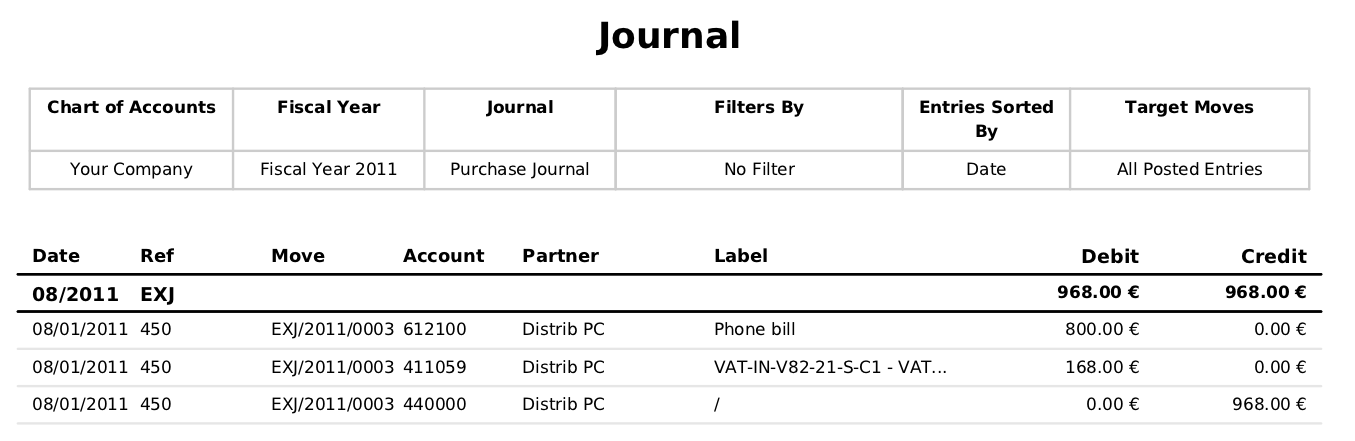 Journal
Chart of Accounts Fiscal Year Journal Filters By Entries Sorted By Target Moves
Your Company Fiscal Year 2011 Purchase Journal No Filter Date All Posted Entries
Date Ref Move Account Partner Label Debit Credit
08/2011 EXJ 968.00 € 968.00 €
08/01/2011 450 EXJ/2011/0003 612100 Distrib PC Phone bill 800.00 € 0.00 €
08/01/2011 450 EXJ/2011/0003 411059 Distrib PC VAT-IN-V82-21-S-C1 - VAT... 168.00 € 0.00 €
08/01/2011 450 EXJ/2011/0003 440000 Distrib PC / 0.00 € 968.00 €